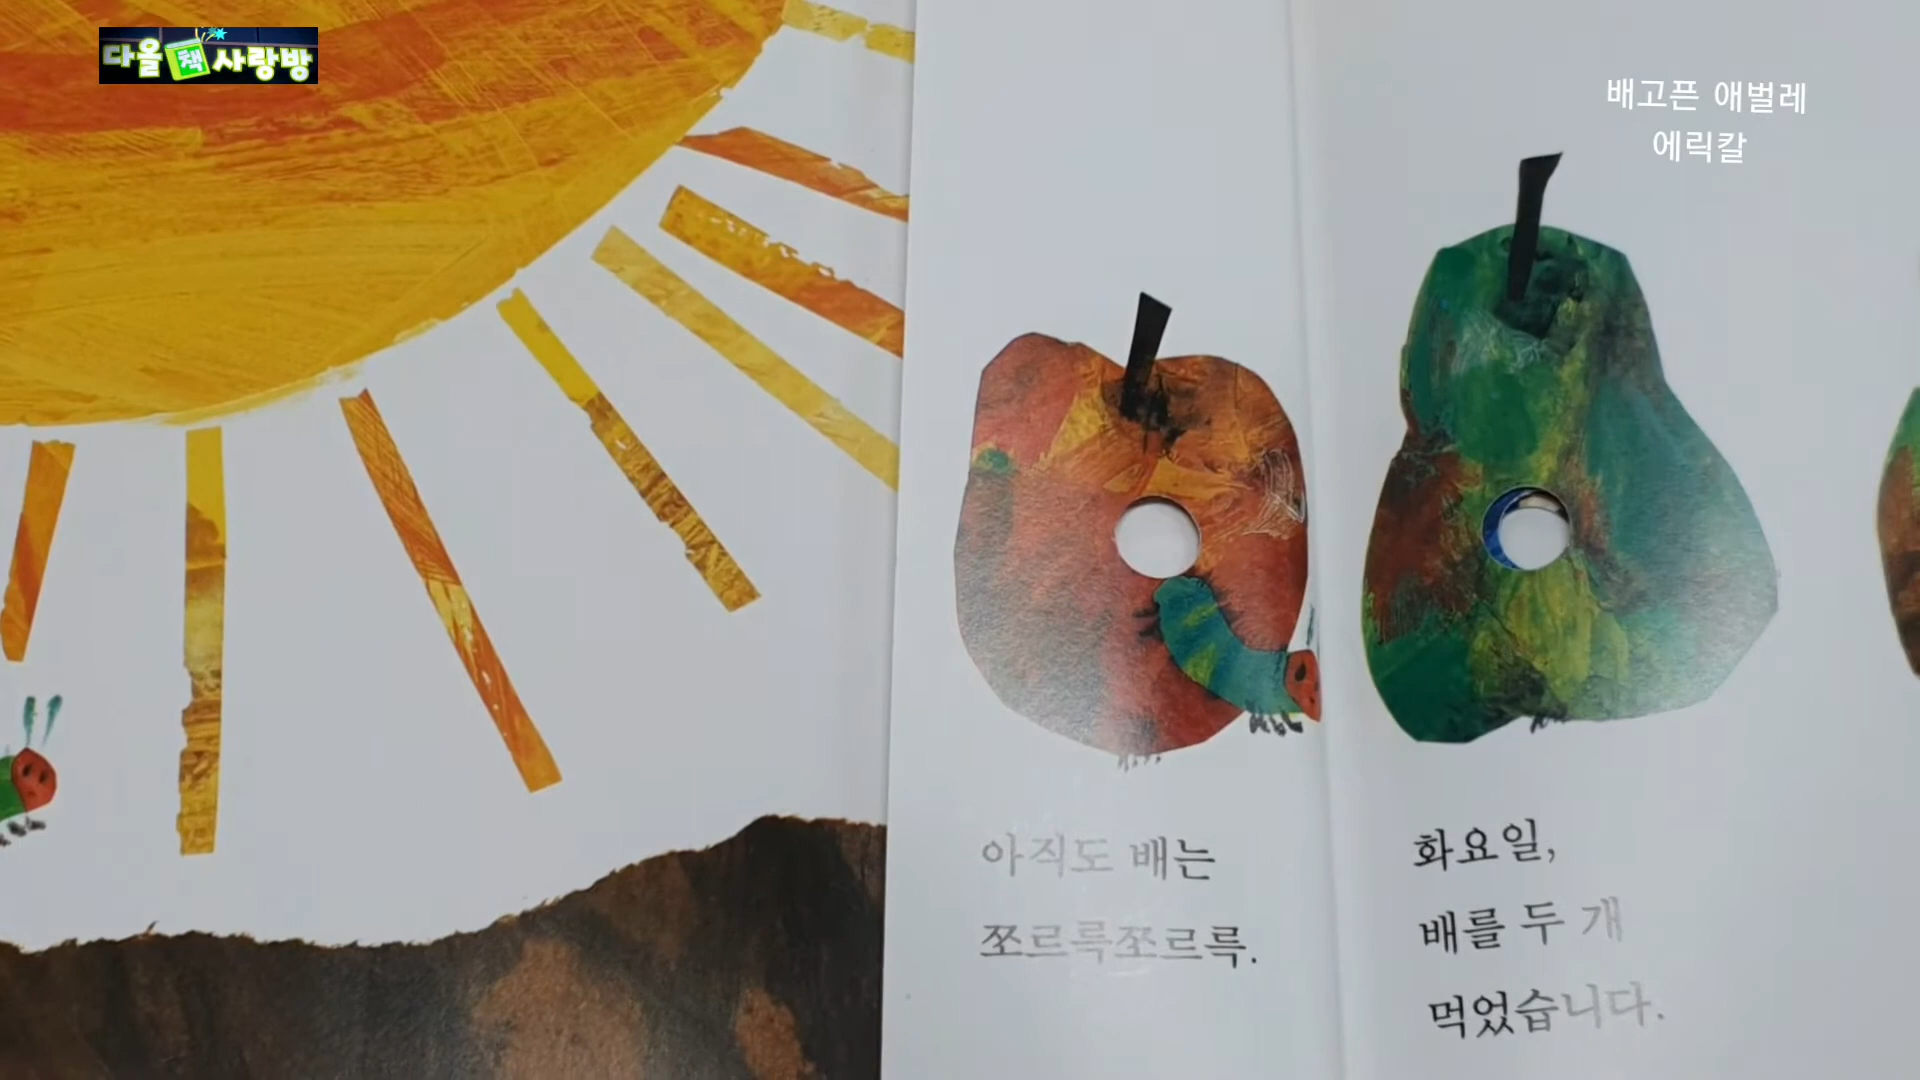 다올 책 사랑방
배고픈 애벌레
에릭칼
아직도 배는
쪼르륵쪼르륵.
화요일,
배를 두 개
먹었습니다.